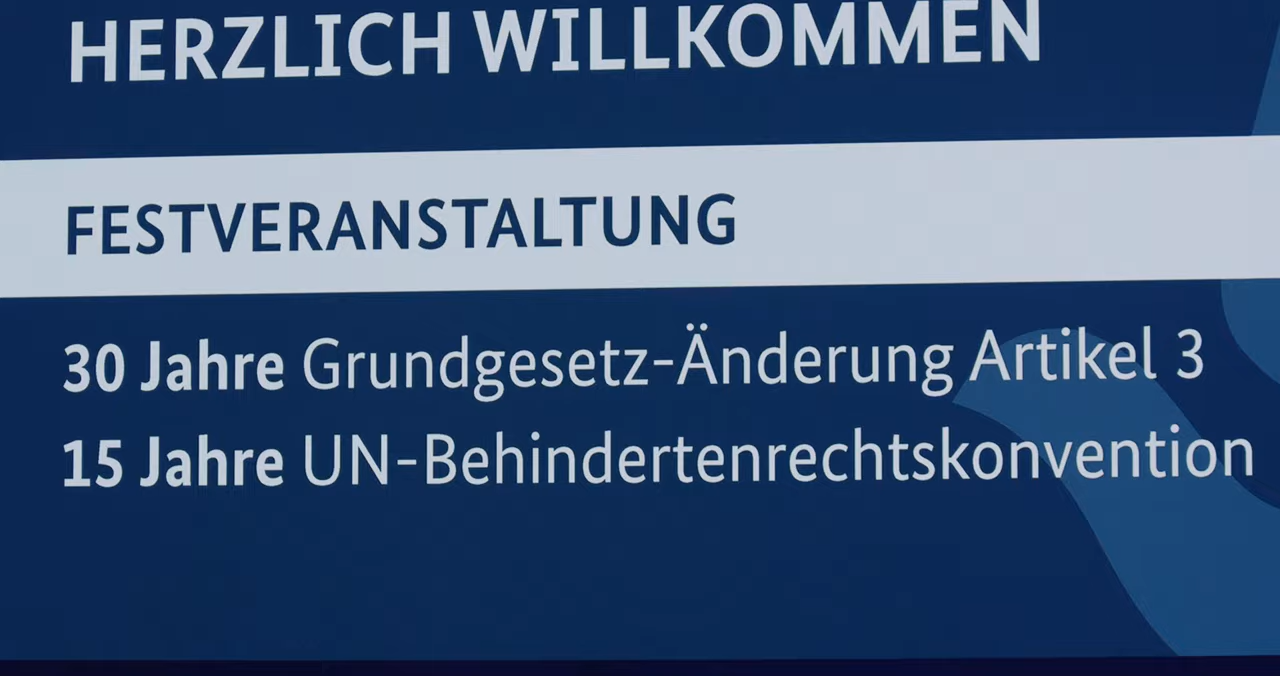 HERZLICH WILLKOMMEN
FESTVERANSTALTUNG
30 Jahre Grundgesetz-Änderung Artikel 3
15 Jahre UN-Behindertenrechtskonvention